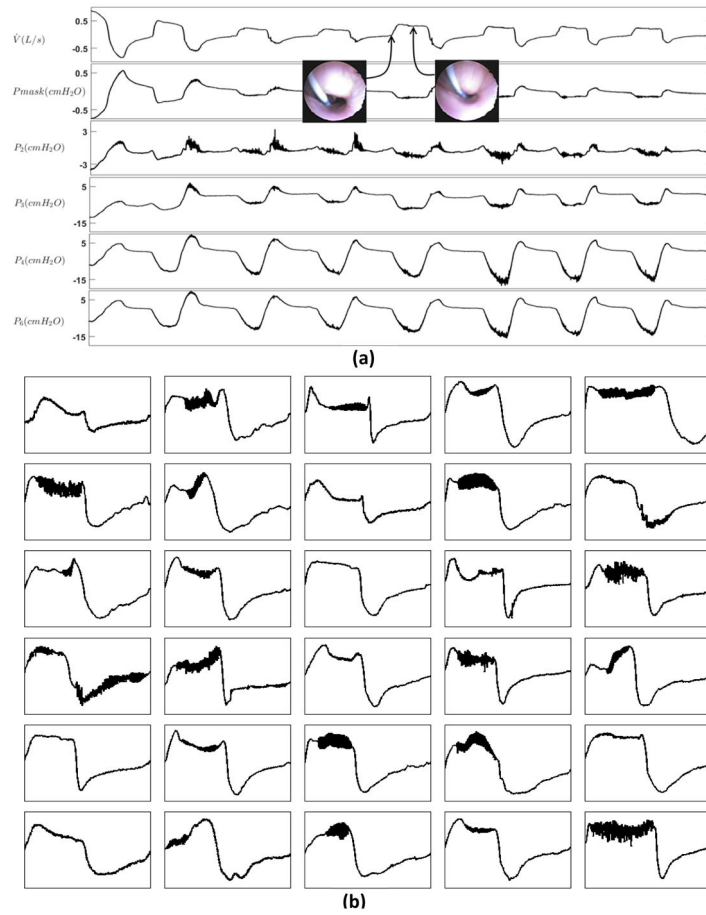 0.5
V̇(L/s)
-0.5
0.5
Pmask(cmH₂O)
-0.5
3
P₂(cmH₂O)
-3
5
P₃(cmH₂O)
-15
5
P₄(cmH₂O)
-15
5
P₆(cmH₂O)
-15
(a)
(b)